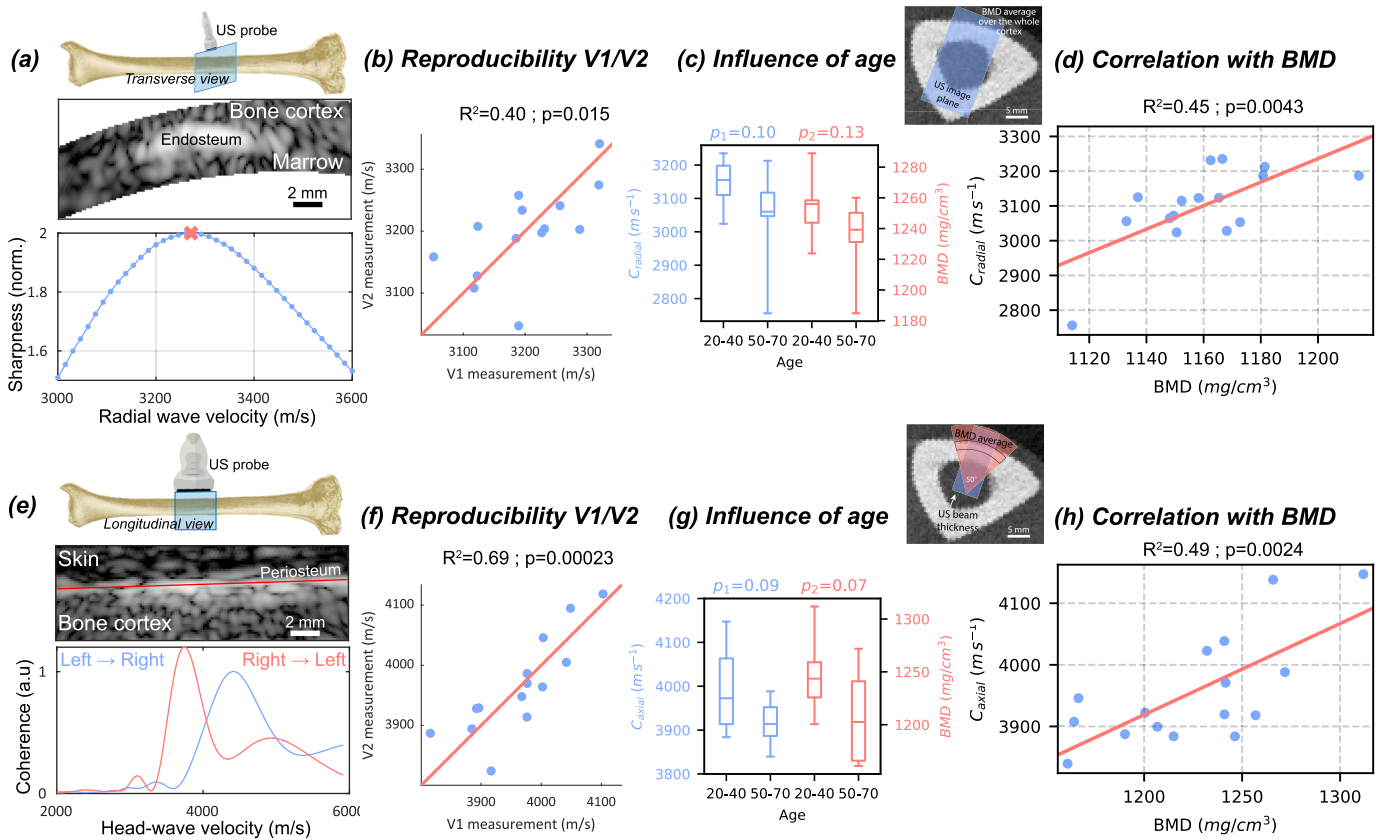 (a)
US probe
Transverse view
Bone cortex
Endosteum
Marrow
2 mm
Sharpness (norm.)
2
1.8
1.6
3000
3200
3400
3600
Radial wave velocity (m/s)
(b) Reproducibility V1/V2
R²=0.40 ; p=0.015
V2 measurement (m/s)
3300
3200
3100
3100
3200
3300
V1 measurement (m/s)
(c) Influence of age
BMD average
over the whole
cortex
US image
plane
5 mm
p₁=0.10
p₂=0.13
C_radial (m s⁻¹)
3200
3100
3000
2900
2800
BMD (mg/cm³)
1280
1260
1240
1220
1200
1180
20-40 50-70 20-40 50-70
Age
(d) Correlation with BMD
R²=0.45 ; p=0.0043
C_radial (m s⁻¹)
3300
3200
3100
3000
2900
2800
1120
1140
1160
1180
1200
BMD (mg/cm³)
(e)
US probe
Longitudinal view
Skin
Periosteum
Bone cortex
2 mm
Left → Right
Right → Left
Coherence (a.u)
1
0
2000
4000
6000
Head-wave velocity (m/s)
(f) Reproducibility V1/V2
R²=0.69 ; p=0.00023
V2 measurement (m/s)
4100
4000
3900
3900
4000
4100
V1 measurement (m/s)
(g) Influence of age
BMD average
50°
US beam
thickness
5 mm
p₁=0.09
p₂=0.07
C_axial (m s⁻¹)
4200
4100
4000
3900
3800
BMD (mg/cm³)
1300
1250
1200
20-40 50-70 20-40 50-70
Age
(h) Correlation with BMD
R²=0.49 ; p=0.0024
C_axial (m s⁻¹)
4100
4000
3900
1200
1250
1300
BMD (mg/cm³)